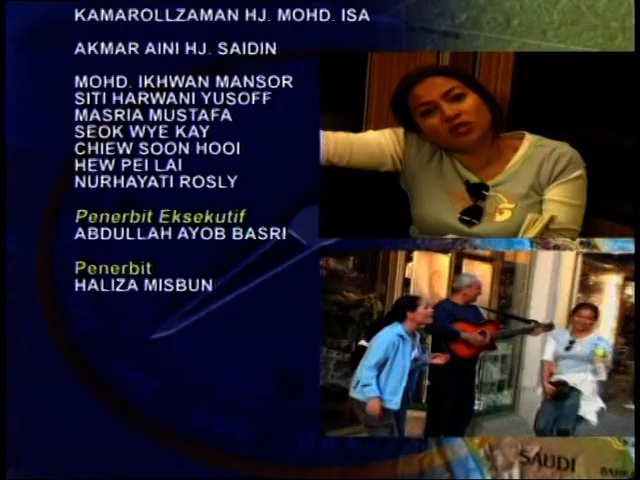 KAMAROLLZAMAN HJ. MOHD. ISA
AKMAR AINI HJ. SAIDIN
MOHD. IKHWAN MANSOR
SITI HARWANI YUSOFF
MASRIA MUSTAFA
SEOK WYE KAY
CHIEW SOON HOOI
HEW PEI LAI
NURHAYATI ROSLY
Penerbit Eksekutif
ABDULLAH AYOB BASRI
Penerbit
HALIZA MISBUN
SAUDI